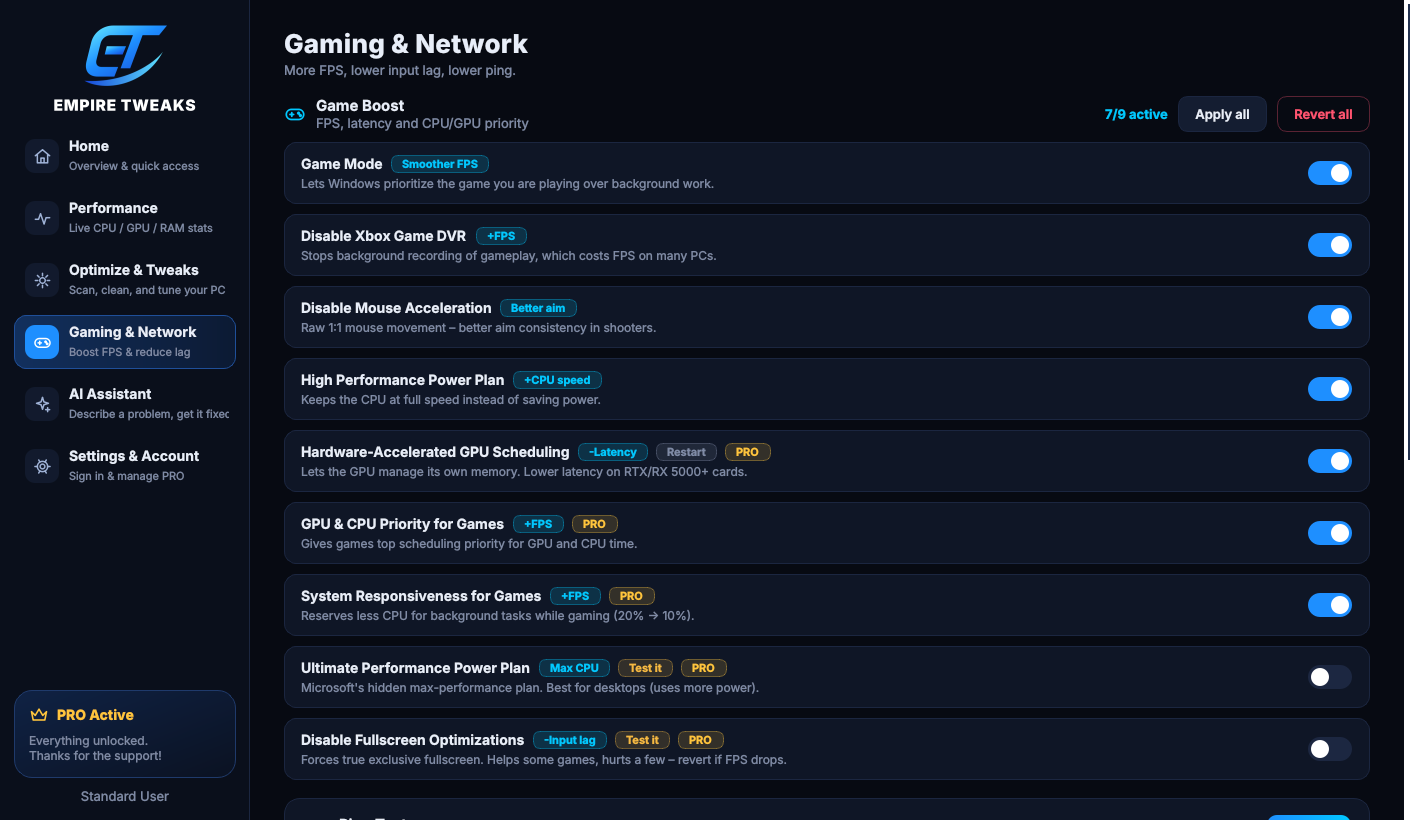 ET
EMPIRE TWEAKS
Home
Overview & quick access
Performance
Live CPU / GPU / RAM stats
Optimize & Tweaks
Scan, clean, and tune your PC
Gaming & Network
Boost FPS & reduce lag
AI Assistant
Describe a problem, get it fixed
Settings & Account
Sign in & manage PRO
PRO Active
Everything unlocked.
Thanks for the support!
Standard User
Gaming & Network
More FPS, lower input lag, lower ping.
Game Boost
FPS, latency and CPU/GPU priority
7/9 active Apply all Revert all
Game Mode Smoother FPS
Lets Windows prioritize the game you are playing over background work.
Disable Xbox Game DVR +FPS
Stops background recording of gameplay, which costs FPS on many PCs.
Disable Mouse Acceleration Better aim
Raw 1:1 mouse movement – better aim consistency in shooters.
High Performance Power Plan +CPU speed
Keeps the CPU at full speed instead of saving power.
Hardware-Accelerated GPU Scheduling -Latency Restart PRO
Lets the GPU manage its own memory. Lower latency on RTX/RX 5000+ cards.
GPU & CPU Priority for Games +FPS PRO
Gives games top scheduling priority for GPU and CPU time.
System Responsiveness for Games +FPS PRO
Reserves less CPU for background tasks while gaming (20% → 10%).
Ultimate Performance Power Plan Max CPU Test it PRO
Microsoft's hidden max-performance plan. Best for desktops (uses more power).
Disable Fullscreen Optimizations -Input lag Test it PRO
Forces true exclusive fullscreen. Helps some games, hurts a few – revert if FPS drops.